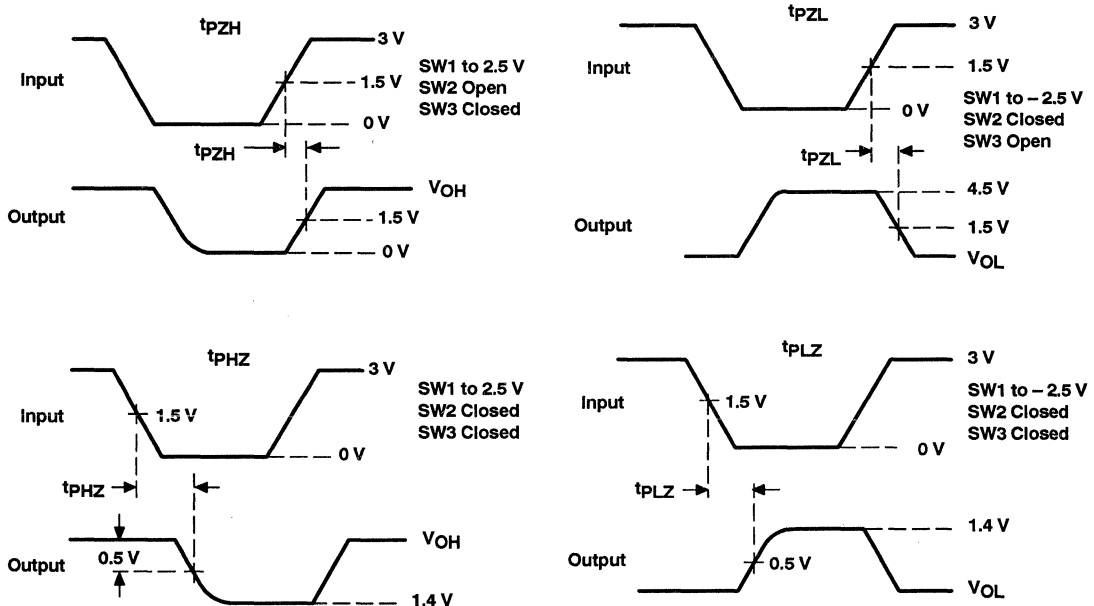 tPZH
3 V
Input
1.5 V
0 V
SW1 to 2.5 V
SW2 Open
SW3 Closed
tPZH
Output
VOH
1.5 V
0 V
tPZL
3 V
Input
1.5 V
0 V
SW1 to – 2.5 V
SW2 Closed
SW3 Open
tPZL
4.5 V
Output
1.5 V
VOL
tPHZ
3 V
Input
1.5 V
0 V
SW1 to 2.5 V
SW2 Closed
SW3 Closed
tPHZ
VOH
0.5 V
Output
1.4 V
tPLZ
3 V
Input
1.5 V
0 V
SW1 to – 2.5 V
SW2 Closed
SW3 Closed
tPLZ
1.4 V
Output
0.5 V
VOL